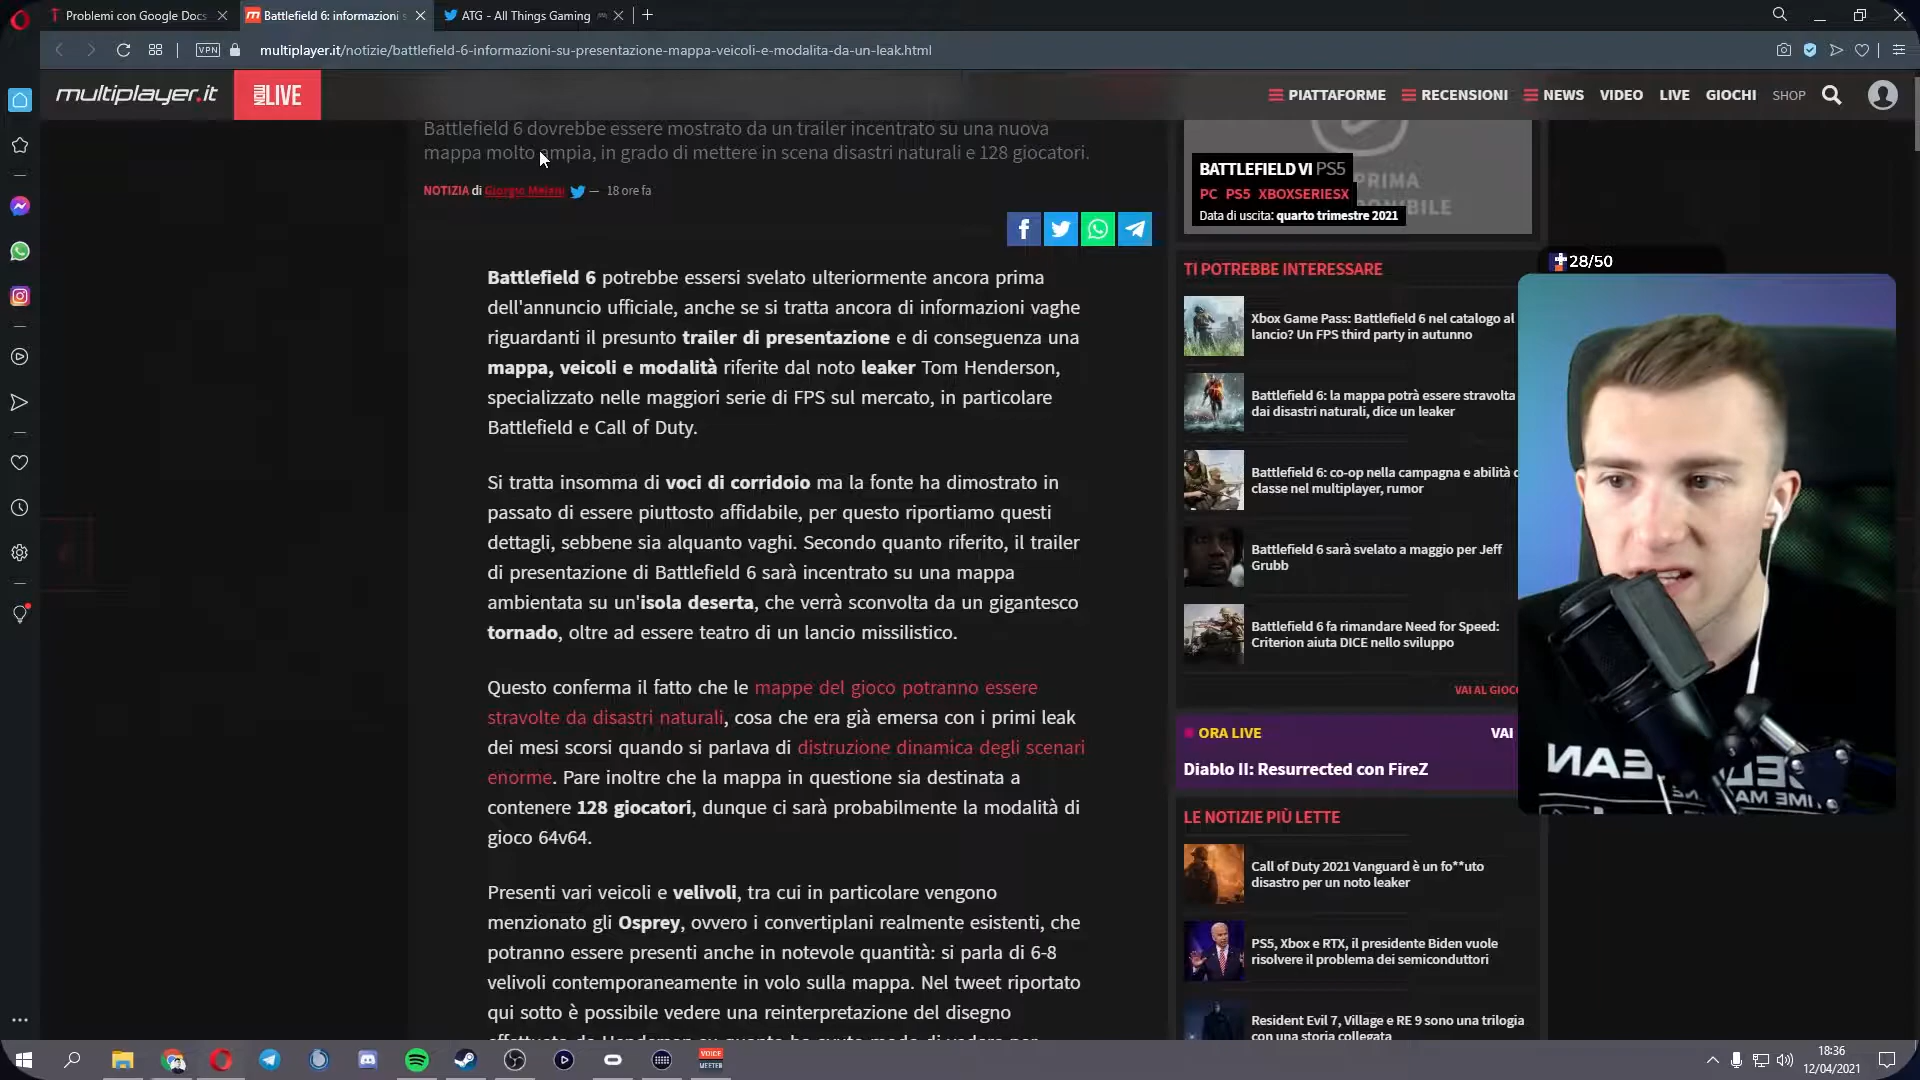 Problemi con Google Docs
Battlefield 6: informazioni s
ATG - All Things Gaming
VPN
multiplayer.it/notizie/battlefield-6-informazioni-su-presentazione-mappa-veicoli-e-modalita-da-un-leak.html
multiplayer.it
NOW LIVE
PIATTAFORME
RECENSIONI
NEWS
VIDEO
LIVE
GIOCHI
SHOP
Battlefield 6 dovrebbe essere mostrato da un trailer incentrato su una nuova
mappa molto ampia, in grado di mettere in scena disastri naturali e 128 giocatori.
NOTIZIA di Giorgio Melani — 18 ore fa
Battlefield 6 potrebbe essersi svelato ulteriormente ancora prima
dell'annuncio ufficiale, anche se si tratta ancora di informazioni vaghe
riguardanti il presunto trailer di presentazione e di conseguenza una
mappa, veicoli e modalità riferite dal noto leaker Tom Henderson,
specializzato nelle maggiori serie di FPS sul mercato, in particolare
Battlefield e Call of Duty.
Si tratta insomma di voci di corridoio ma la fonte ha dimostrato in
passato di essere piuttosto affidabile, per questo riportiamo questi
dettagli, sebbene sia alquanto vaghi. Secondo quanto riferito, il trailer
di presentazione di Battlefield 6 sarà incentrato su una mappa
ambientata su un'isola deserta, che verrà sconvolta da un gigantesco
tornado, oltre ad essere teatro di un lancio missilistico.
Questo conferma il fatto che le mappe del gioco potranno essere
stravolte da disastri naturali, cosa che era già emersa con i primi leak
dei mesi scorsi quando si parlava di distruzione dinamica degli scenari
enorme. Pare inoltre che la mappa in questione sia destinata a
contenere 128 giocatori, dunque ci sarà probabilmente la modalità di
gioco 64v64.
Presenti vari veicoli e velivoli, tra cui in particolare vengono
menzionato gli Osprey, ovvero i convertiplani realmente esistenti, che
potranno essere presenti anche in notevole quantità: si parla di 6-8
velivoli contemporaneamente in volo sulla mappa. Nel tweet riportato
qui sotto è possibile vedere una reinterpretazione del disegno
BATTLEFIELD VI PS5
PC PS5 XBOXSERIESX
Data di uscita: quarto trimestre 2021
TI POTREBBE INTERESSARE
Xbox Game Pass: Battlefield 6 nel catalogo al
lancio? Un FPS third party in autunno
Battlefield 6: la mappa potrà essere stravolta
dai disastri naturali, dice un leaker
Battlefield 6: co-op nella campagna e abilità d
classe nel multiplayer, rumor
Battlefield 6 sarà svelato a maggio per Jeff
Grubb
Battlefield 6 fa rimandare Need for Speed:
Criterion aiuta DICE nello sviluppo
VAI AL GIOCO
ORA LIVE
VAI
Diablo II: Resurrected con FireZ
LE NOTIZIE PIÙ LETTE
Call of Duty 2021 Vanguard è un fo**uto
disastro per un noto leaker
PS5, Xbox e RTX, il presidente Biden vuole
risolvere il problema dei semiconduttori
Resident Evil 7, Village e RE 9 sono una trilogia
con una storia collegata
28/50
VOICE
MEETER
18:36
12/04/2021